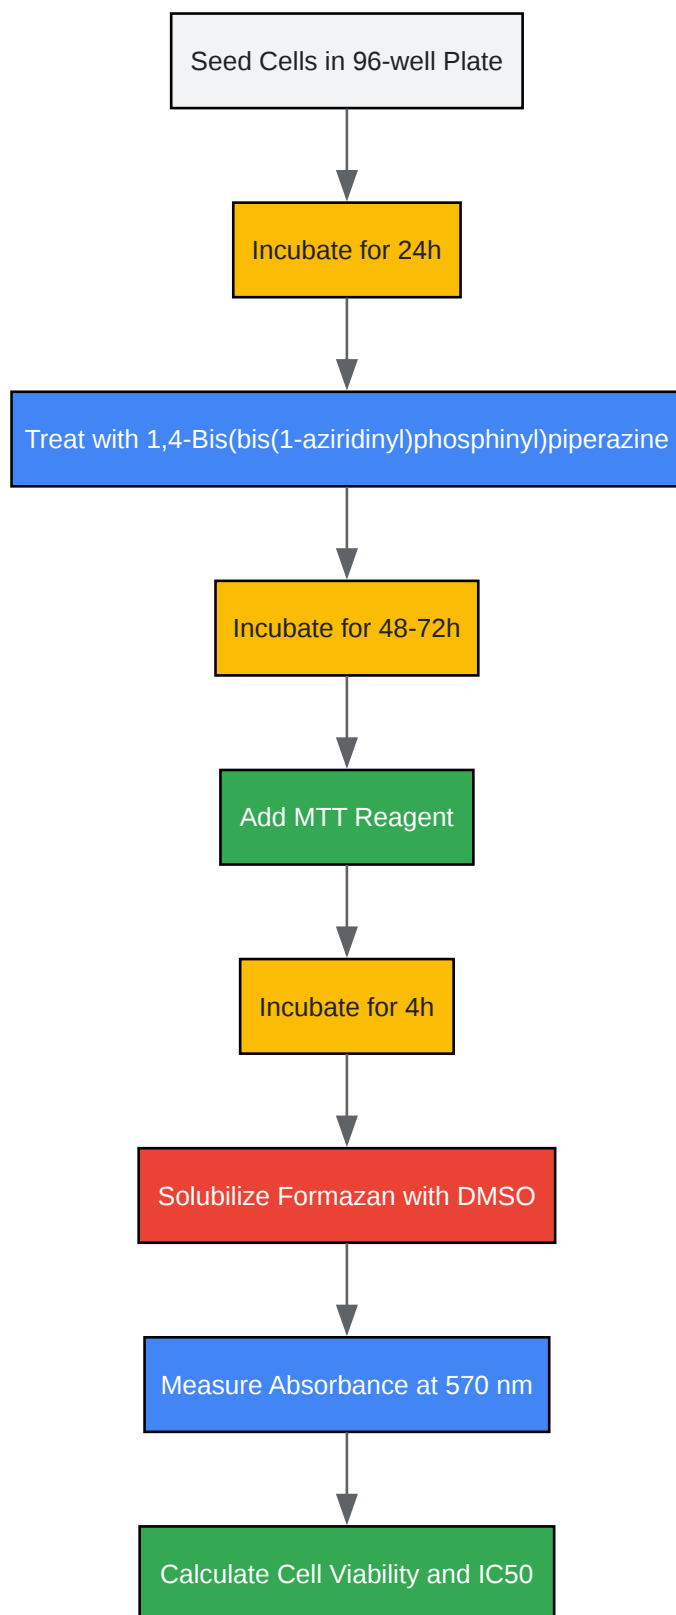 Seed Cells in 96-well Plate
Incubate for 24h
Treat with 1,4-Bis(bis(1-aziridinyl)phosphinyl)piperazine
Incubate for 48-72h
Add MTT Reagent
Incubate for 4h
Solubilize Formazan with DMSO
Measure Absorbance at 570 nm
Calculate Cell Viability and IC50